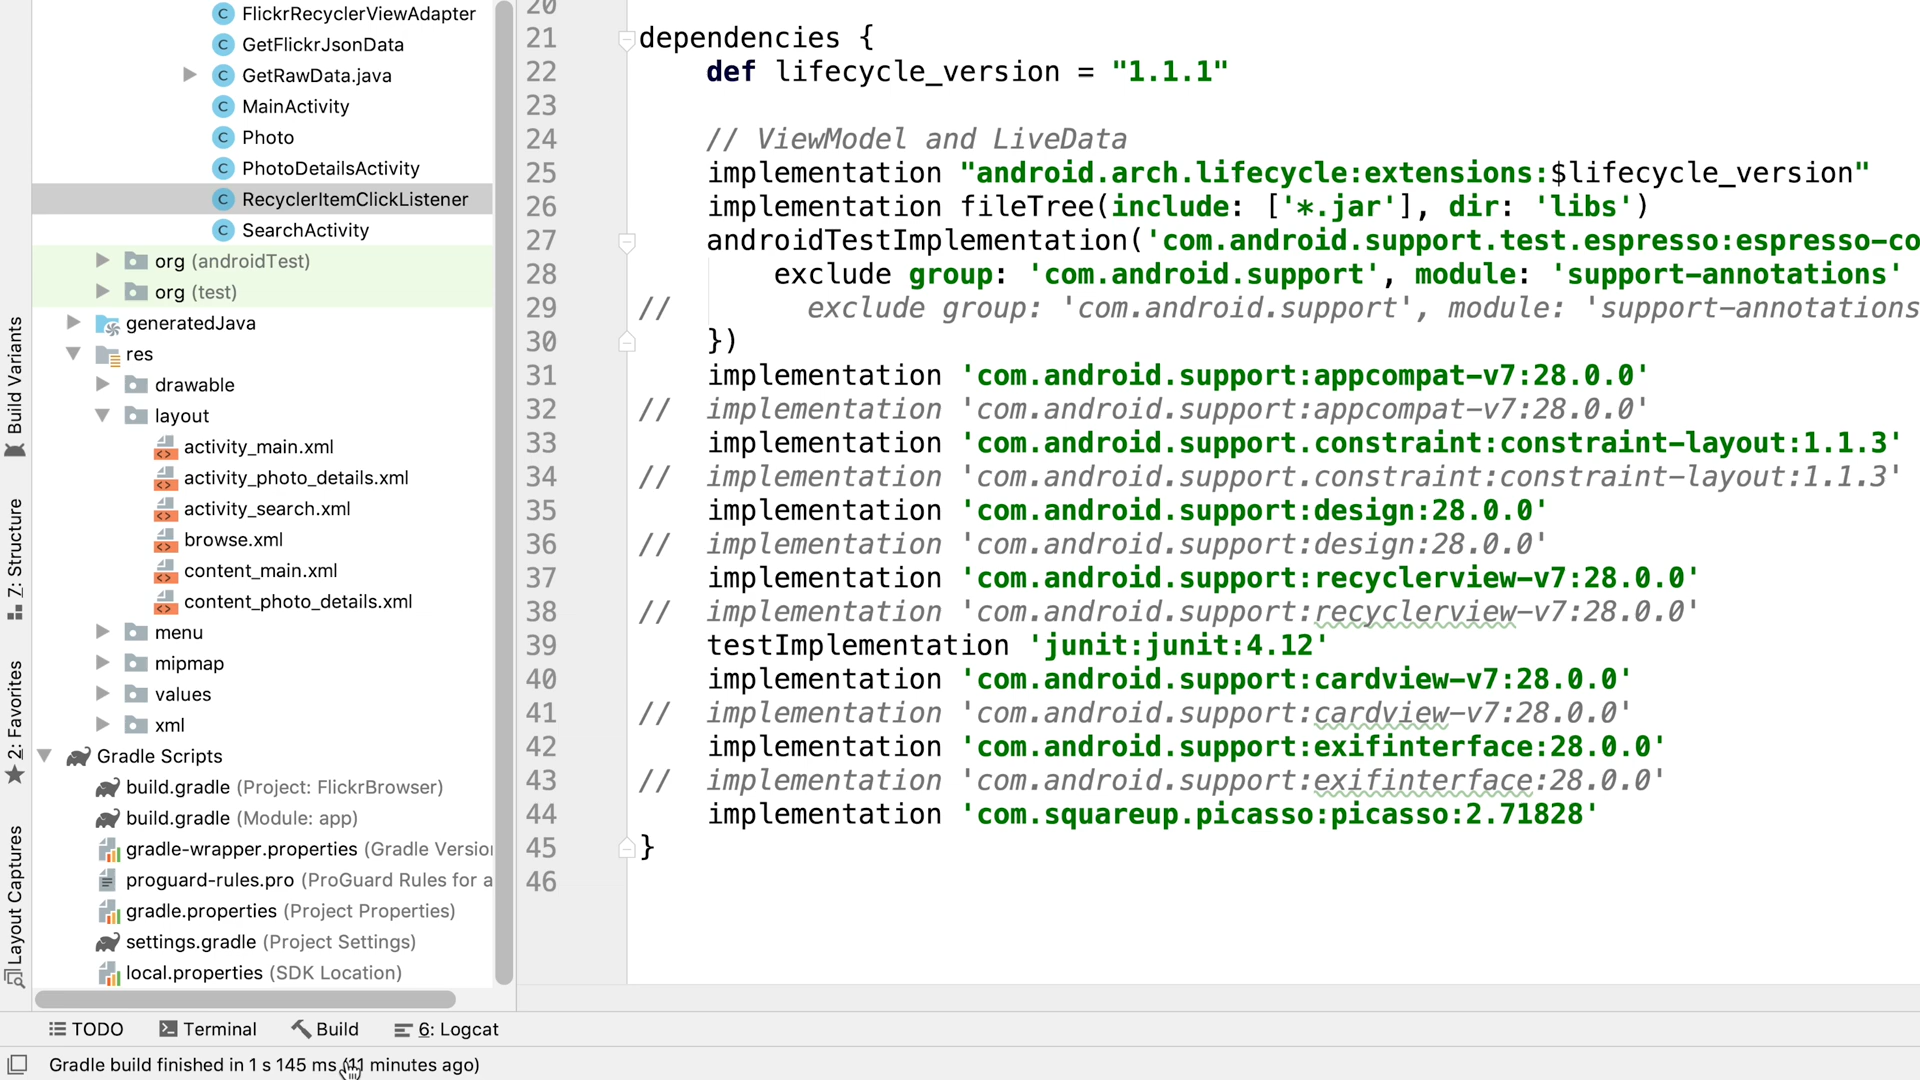 FlickrRecyclerViewAdapter
GetFlickrJsonData
GetRawData.java
MainActivity
Photo
PhotoDetailsActivity
RecyclerItemClickListener
SearchActivity
org (androidTest)
org (test)
generatedJava
res
drawable
layout
activity_main.xml
activity_photo_details.xml
activity_search.xml
browse.xml
content_main.xml
content_photo_details.xml
menu
mipmap
values
xml
Gradle Scripts
build.gradle (Project: FlickrBrowser)
build.gradle (Module: app)
gradle-wrapper.properties (Gradle Versio
proguard-rules.pro (ProGuard Rules for a
gradle.properties (Project Properties)
settings.gradle (Project Settings)
local.properties (SDK Location)
Build Variants
7: Structure
2: Favorites
Layout Captures
20
21 dependencies {
22 def lifecycle_version = "1.1.1"
23
24 // ViewModel and LiveData
25 implementation "android.arch.lifecycle:extensions:$lifecycle_version"
26 implementation fileTree(include: ['*.jar'], dir: 'libs')
27 androidTestImplementation('com.android.support.test.espresso:espresso-co
28 exclude group: 'com.android.support', module: 'support-annotations'
29 // exclude group: 'com.android.support', module: 'support-annotations
30 })
31 implementation 'com.android.support:appcompat-v7:28.0.0'
32 // implementation 'com.android.support:appcompat-v7:28.0.0'
33 implementation 'com.android.support.constraint:constraint-layout:1.1.3'
34 // implementation 'com.android.support.constraint:constraint-layout:1.1.3'
35 implementation 'com.android.support:design:28.0.0'
36 // implementation 'com.android.support:design:28.0.0'
37 implementation 'com.android.support:recyclerview-v7:28.0.0'
38 // implementation 'com.android.support:recyclerview-v7:28.0.0'
39 testImplementation 'junit:junit:4.12'
40 implementation 'com.android.support:cardview-v7:28.0.0'
41 // implementation 'com.android.support:cardview-v7:28.0.0'
42 implementation 'com.android.support:exifinterface:28.0.0'
43 // implementation 'com.android.support:exifinterface:28.0.0'
44 implementation 'com.squareup.picasso:picasso:2.71828'
45 }
46
TODO Terminal Build 6: Logcat
Gradle build finished in 1 s 145 ms (11 minutes ago)